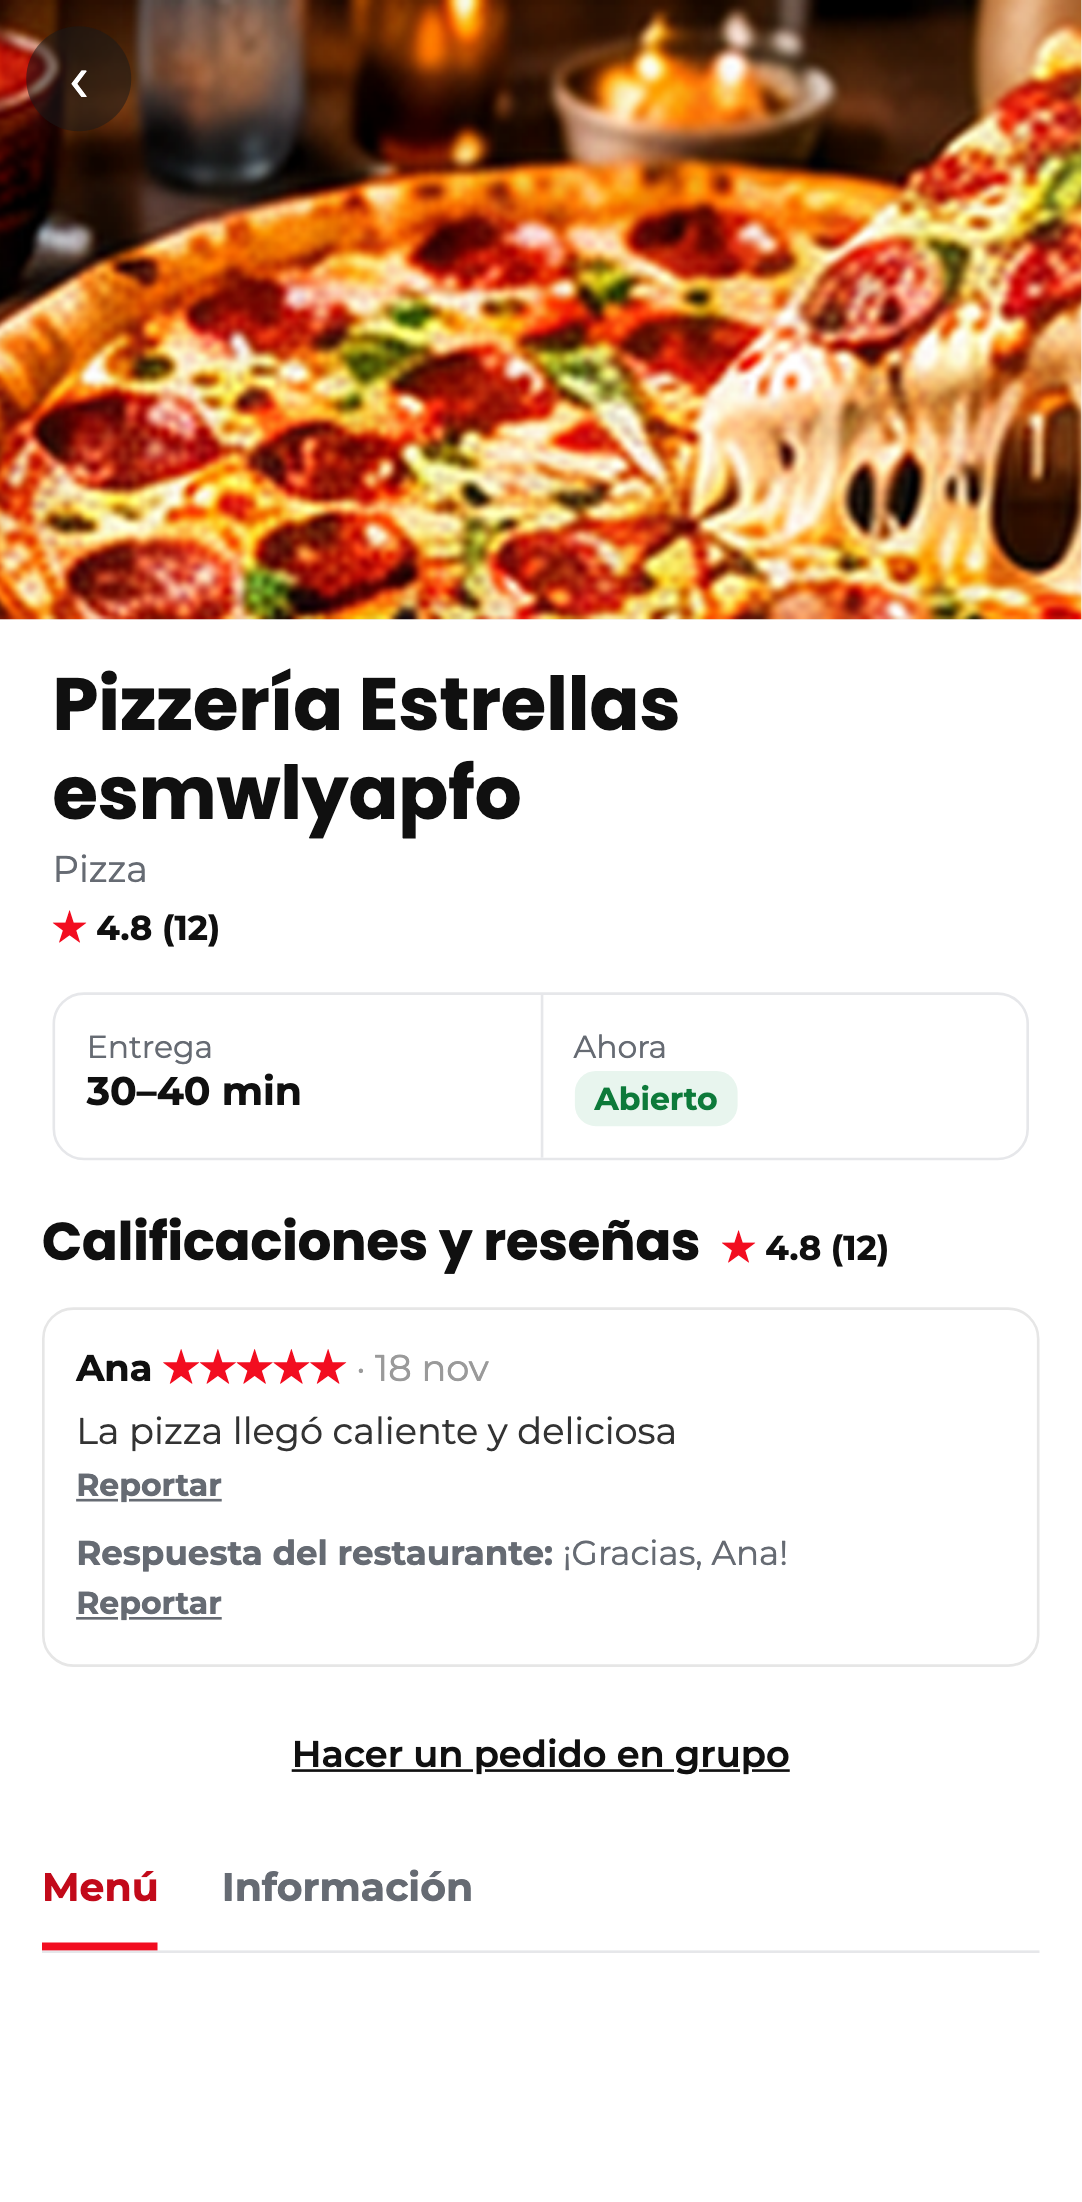 ‹
Pizzería Estrellas
esmwlyapfo
Pizza
★ 4.8 (12)
Entrega
30–40 min
Ahora
Abierto
Calificaciones y reseñas ★ 4.8 (12)
Ana ★★★★★ · 18 nov
La pizza llegó caliente y deliciosa
Reportar
Respuesta del restaurante: ¡Gracias, Ana!
Reportar
Hacer un pedido en grupo
Menú Información